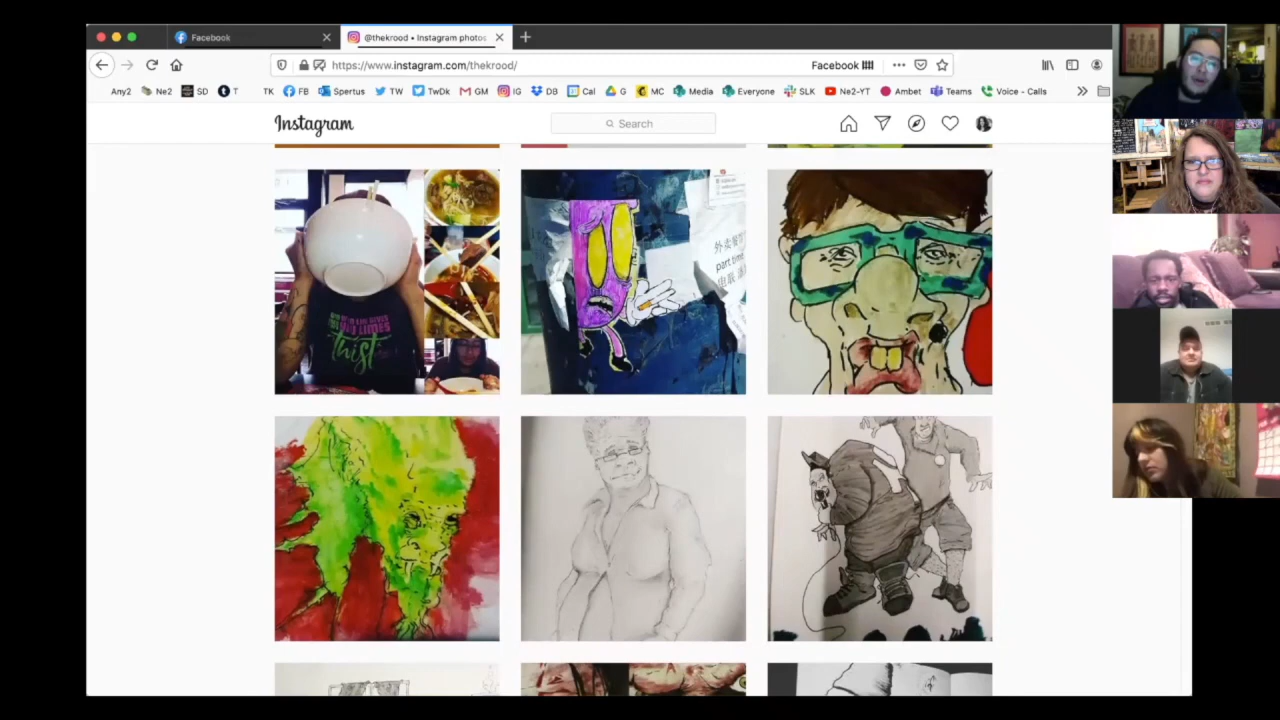 Facebook
@thekrood • Instagram photos
https://www.instagram.com/thekrood/
Facebook
Any2 Ne2 SD T TK FB Spertus TW TwDk GM IG DB Cal G MC Media Everyone SLK Ne2-YT Ambet Teams Voice - Calls
Instagram
Search
part time